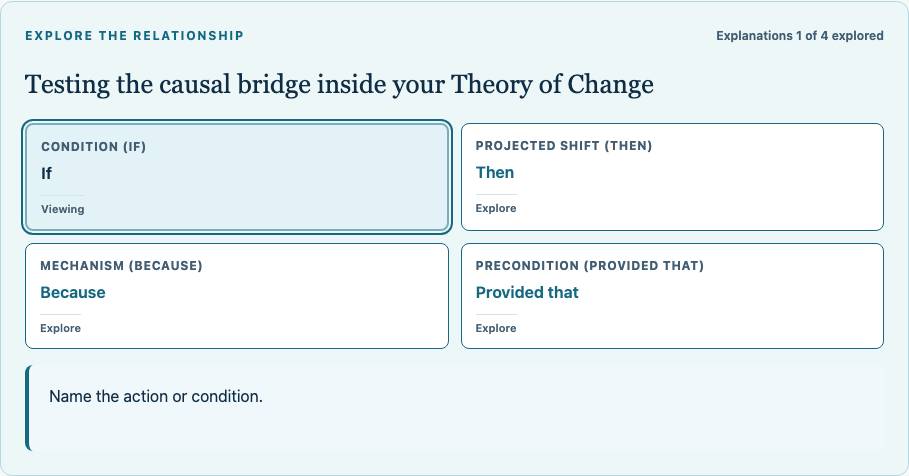 EXPLORE THE RELATIONSHIP
Explanations 1 of 4 explored
Testing the causal bridge inside your Theory of Change
CONDITION (IF)
If
Viewing
PROJECTED SHIFT (THEN)
Then
Explore
MECHANISM (BECAUSE)
Because
Explore
PRECONDITION (PROVIDED THAT)
Provided that
Explore
Name the action or condition.